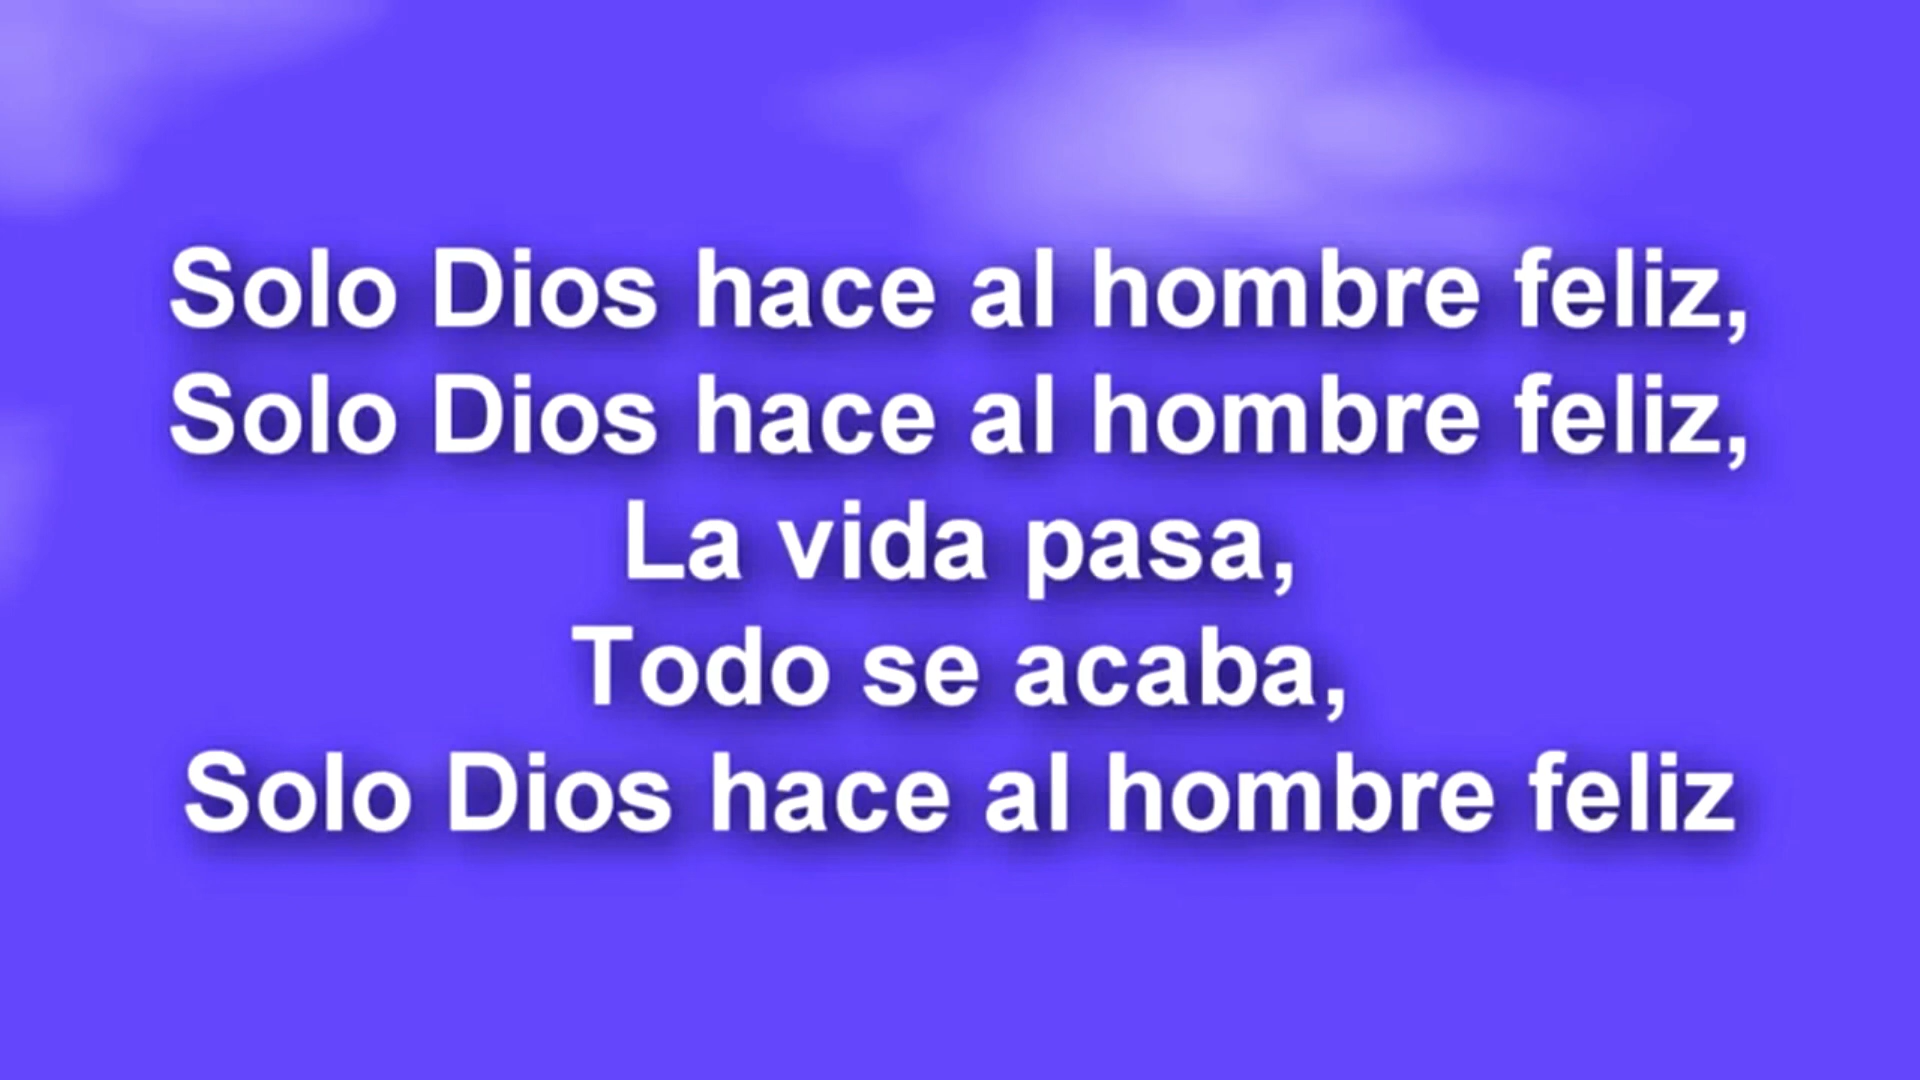 Solo Dios hace al hombre feliz,
Solo Dios hace al hombre feliz,
La vida pasa,
Todo se acaba,
Solo Dios hace al hombre feliz